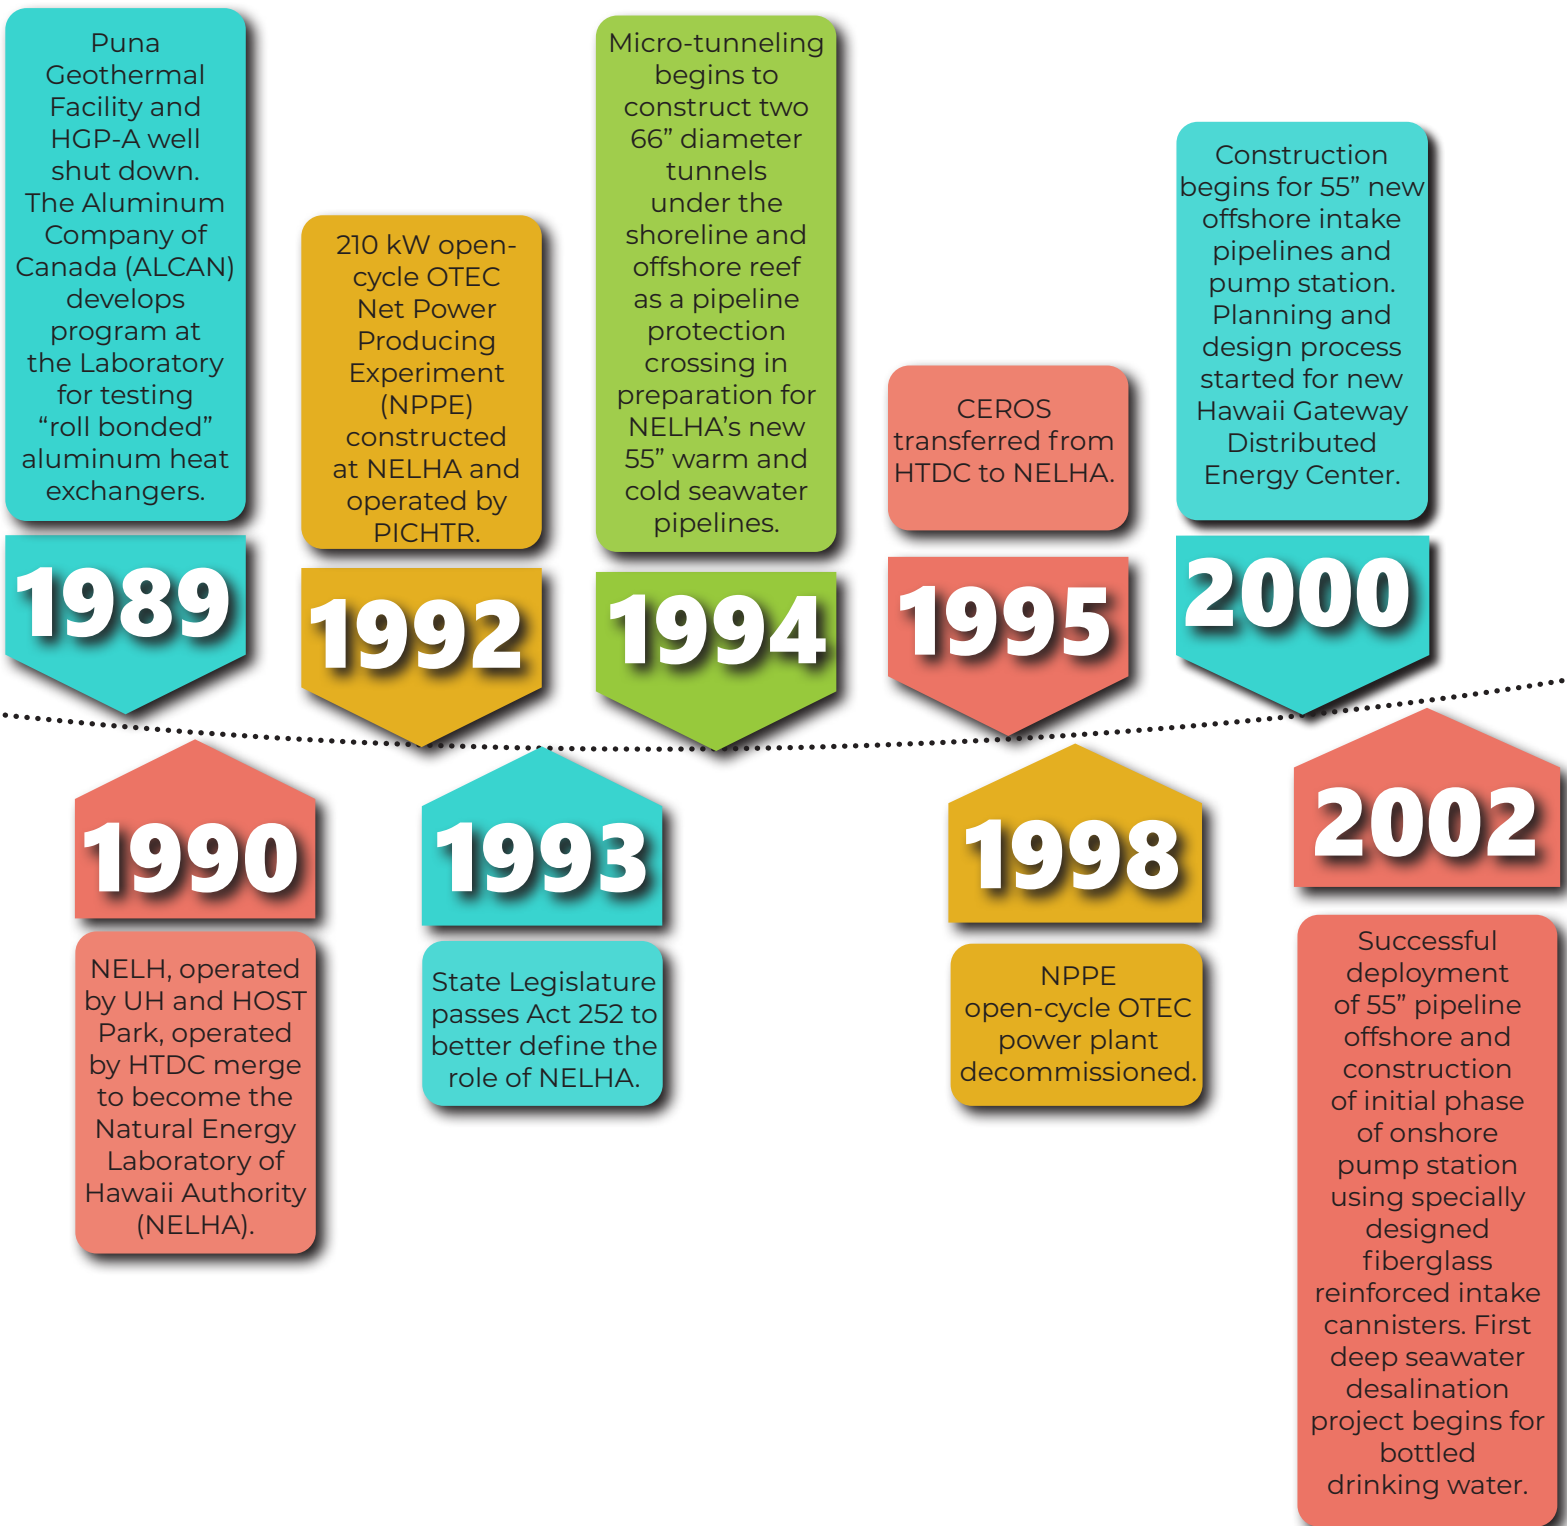 Puna
Geothermal
Facility and
HGP-A well
shut down.
The Aluminum
Company of
Canada (ALCAN)
develops
program at
the Laboratory
for testing
“roll bonded”
aluminum heat
exchangers.
1989
NELH, operated
by UH and HOST
Park, operated
by HTDC merge
to become the
Natural Energy
Laboratory of
Hawaii Authority
(NELHA).
1990
210 kW open-
cycle OTEC
Net Power
Producing
Experiment
(NPPE)
constructed
at NELHA and
operated by
PICHTR.
1992
1993
State Legislature
passes Act 252 to
better define the
role of NELHA.
Micro-tunneling
begins to
construct two
66” diameter
tunnels
under the
shoreline and
offshore reef
as a pipeline
protection
crossing in
preparation for
NELHA’s new
55” warm and
cold seawater
pipelines.
1994
CEROS
transferred from
HTDC to NELHA.
1995
1998
NPPE
open-cycle OTEC
power plant
decommissioned.
Construction
begins for 55” new
offshore intake
pipelines and
pump station.
Planning and
design process
started for new
Hawaii Gateway
Distributed
Energy Center.
2000
2002
Successful
deployment
of 55” pipeline
offshore and
construction
of initial phase
of onshore
pump station
using specially
designed
fiberglass
reinforced intake
cannisters. First
deep seawater
desalination
project begins for
bottled
drinking water.